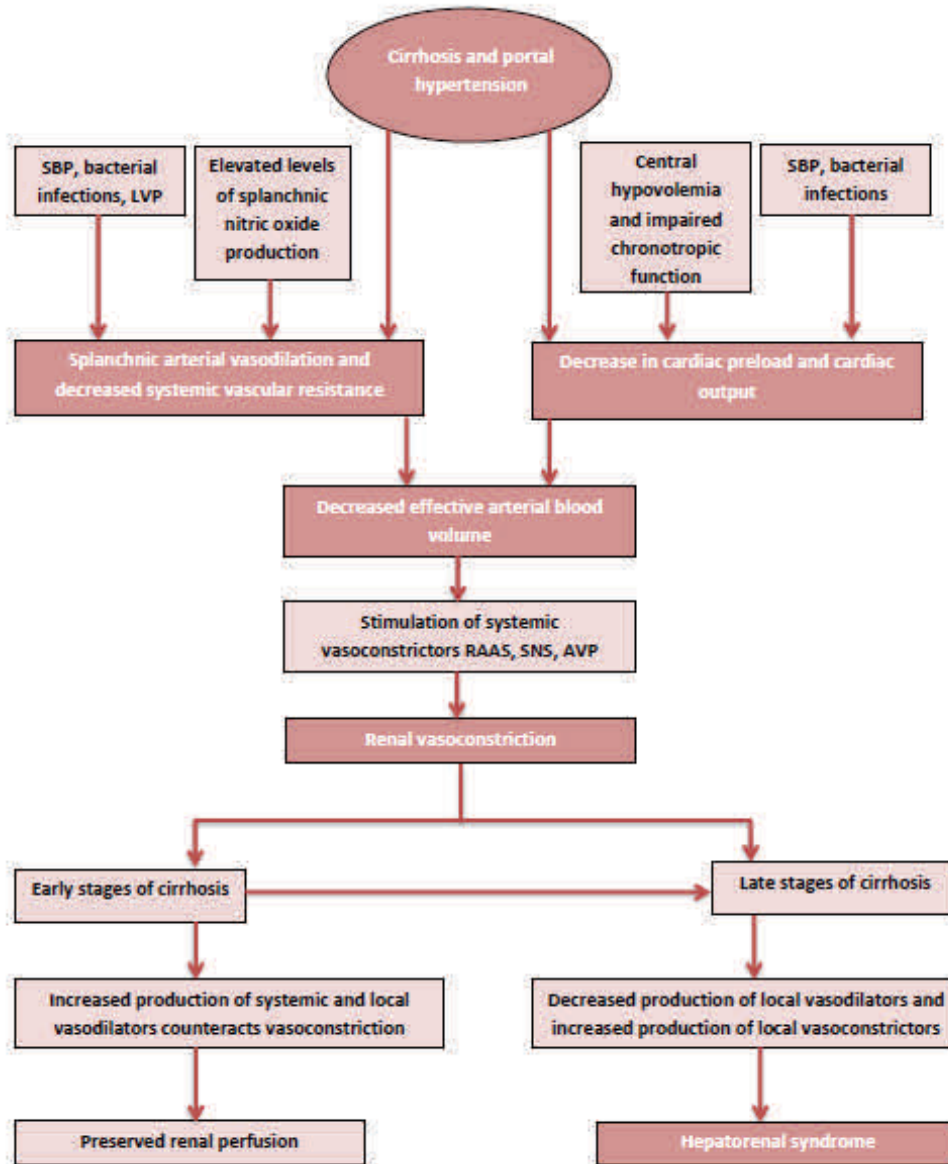 Cirrhosis and portal
hypertension
SBP, bacterial
infections, LVP
Elevated levels
of splanchnic
nitric oxide
production
Central
hypovolemia
and impaired
chronotropic
function
SBP, bacterial
infections
Splanchnic arterial vasodilation and
decreased systemic vascular resistance
Decrease in cardiac preload and cardiac
output
Decreased effective arterial blood
volume
Stimulation of systemic
vasoconstrictors RAAS, SNS, AVP
Renal vasoconstriction
Early stages of cirrhosis
Late stages of cirrhosis
Increased production of systemic and local
vasodilators counteracts vasoconstriction
Decreased production of local vasodilators and
increased production of local vasoconstrictors
Preserved renal perfusion
Hepatorenal syndrome